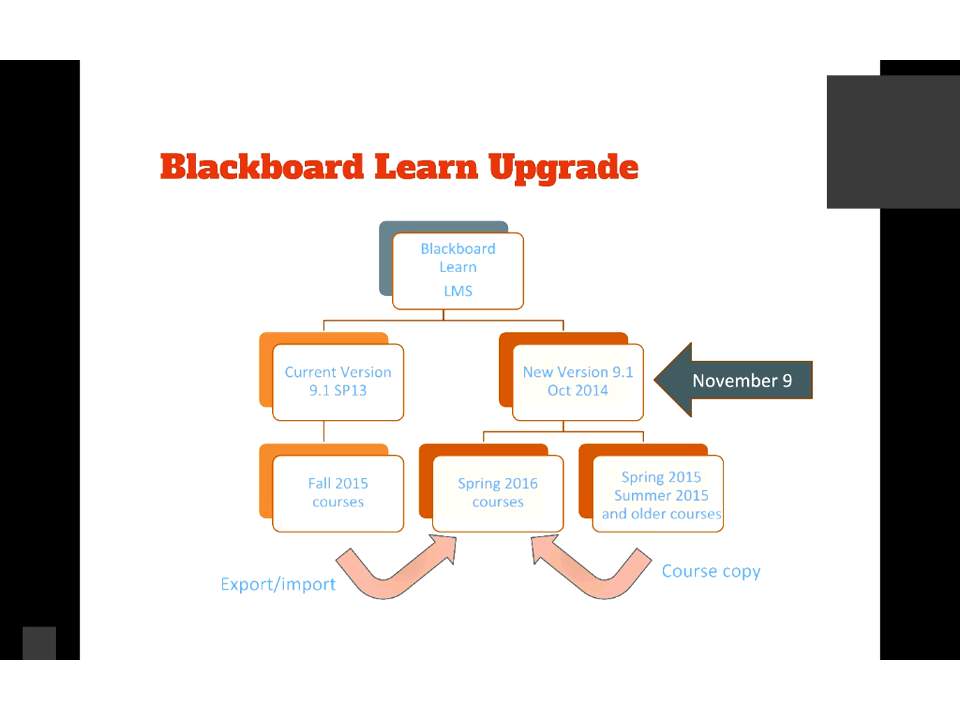 Blackboard Learn Upgrade
Blackboard
Learn
LMS
Current Version
9.1 SP13
New Version 9.1
Oct 2014
November 9
Fall 2015
courses
Spring 2016
courses
Spring 2015
Summer 2015
and older courses
Export/import
Course copy